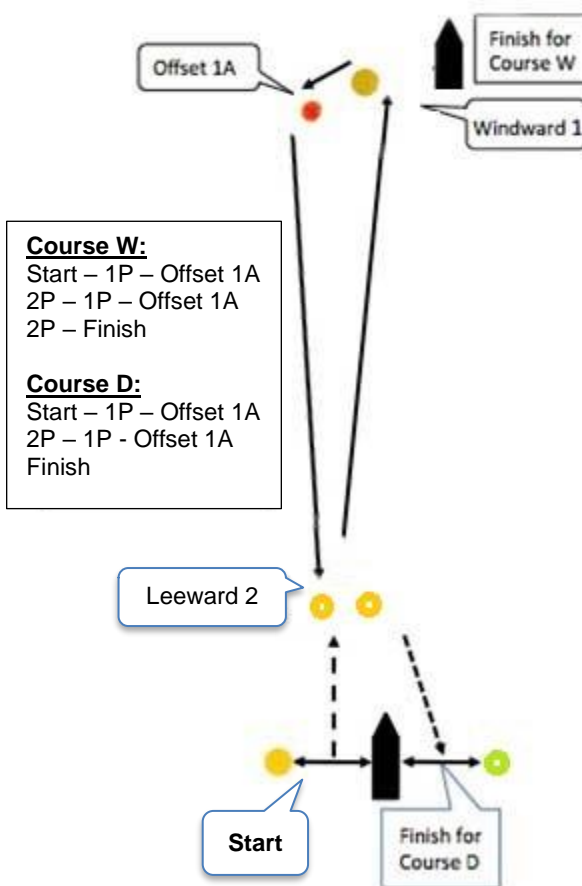 Finish for
Course W
Offset 1A
Windward 1
Course W:
Start – 1P – Offset 1A
2P – 1P – Offset 1A
2P – Finish
Course D:
Start – 1P – Offset 1A
2P – 1P - Offset 1A
Finish
Leeward 2
Start
Finish for
Course D